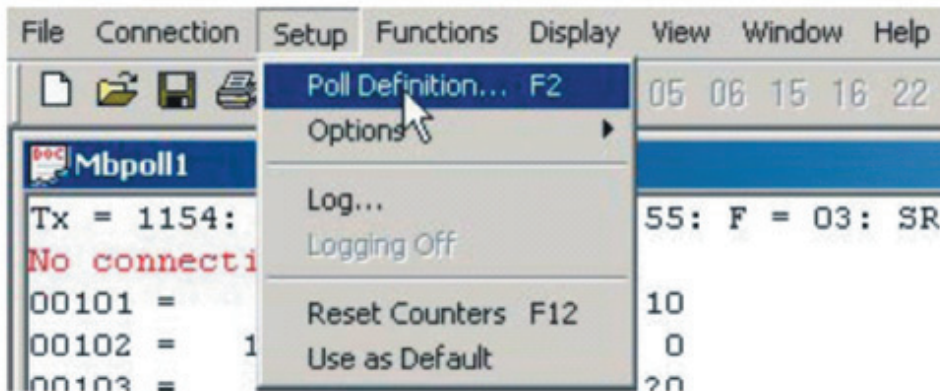 File Connection Setup Functions Display View Window Help
Poll Definition... F2
05 06 15 16 22
Options
Mbpoll1
Log...
Tx = 1154: 55: F = 03: SR
Logging Off
No connecti
00101 = 10
Reset Counters F12
00102 = 1 0
Use as Default
00103 = 20